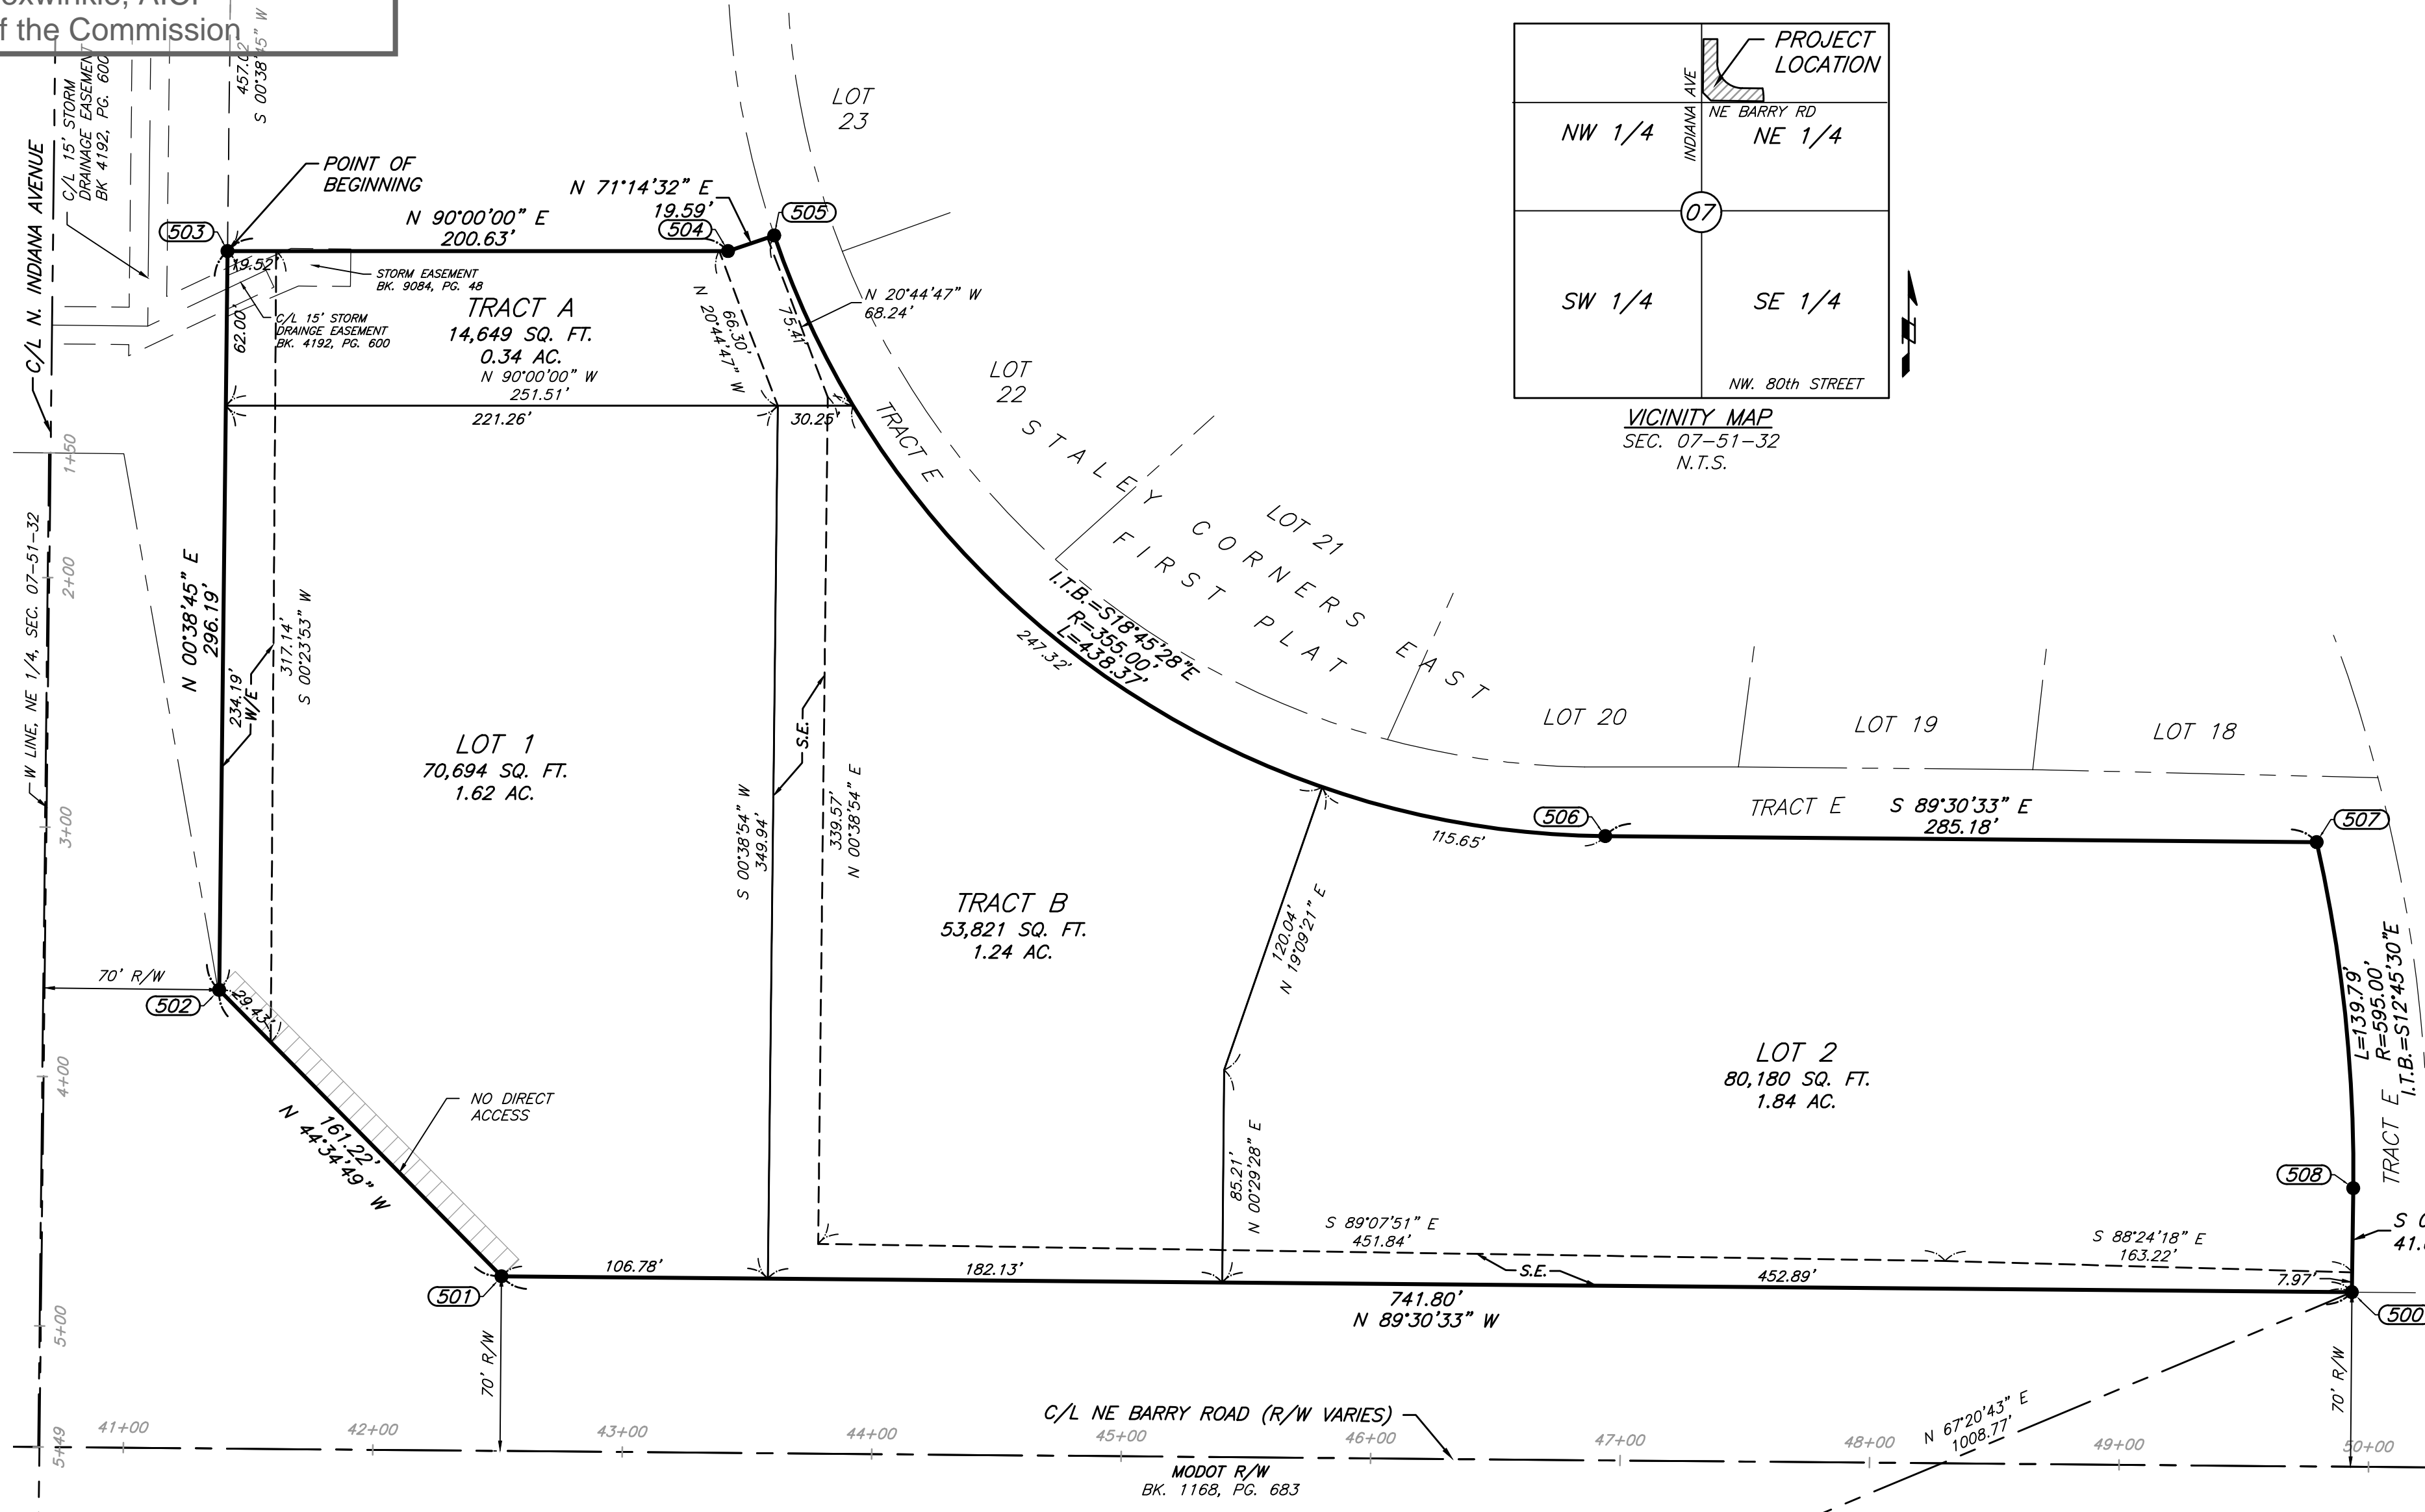 of the Commission
457.02
S 00°38'45" W
C/L 15' STORM
DRAINAGE EASEMENT
BK 4192, PG. 600
C/L N. INDIANA AVENUE
LOT
23
PROJECT
LOCATION
INDIANA AVE
NE BARRY RD
NW 1/4
NE 1/4
07
SW 1/4
SE 1/4
NW. 80th STREET
VICINITY MAP
SEC. 07-51-32
N.T.S.
POINT OF
BEGINNING
503
N 90°00'00" E
200.63'
N 71°14'32" E
19.59'
504
505
19.52'
STORM EASEMENT
BK. 9084, PG. 48
TRACT A
14,649 SQ. FT.
0.34 AC.
C/L 15' STORM
DRAINGE EASEMENT
BK. 4192, PG. 600
62.00'
N 90°00'00" W
251.51'
221.26'
30.25'
66.30'
N 20°44'47" W
75.41'
N 20°44'47" W
68.24'
TRACT E
LOT
22
STALEY CORNERS EAST
FIRST PLAT
LOT 21
LOT 20
LOT 19
LOT 18
1+50
2+00
3+00
4+00
5+00
5+49
W LINE, NE 1/4, SEC. 07-51-32
N 00°38'45" E
296.19'
234.19'
W/E
317.14'
S 00°23'53" W
I.T.B.=S18°45'28"E
R=355.00'
L=438.37'
247.32'
LOT 1
70,694 SQ. FT.
1.62 AC.
S.E.
S 00°38'54" W
349.94'
339.57'
N 00°38'54" E
TRACT B
53,821 SQ. FT.
1.24 AC.
115.65'
506
TRACT E
S 89°30'33" E
285.18'
507
120.04'
N 19°09'21" E
LOT 2
80,180 SQ. FT.
1.84 AC.
L=139.79'
R=595.00'
I.T.B.=S12°45'30"E
TRACT E
70' R/W
502
29.43'
NO DIRECT
ACCESS
161.22'
N 44°34'49" W
85.21'
N 00°29'28" E
508
S 89°07'51" E
451.84'
S 88°24'18" E
163.22'
S.E.
7.97'
501
106.78'
182.13'
452.89'
741.80'
N 89°30'33" W
500
70' R/W
70' R/W
N 67°20'43" E
1008.77'
C/L NE BARRY ROAD (R/W VARIES)
41+00
42+00
43+00
44+00
45+00
46+00
47+00
48+00
49+00
50+00
MODOT R/W
BK. 1168, PG. 683